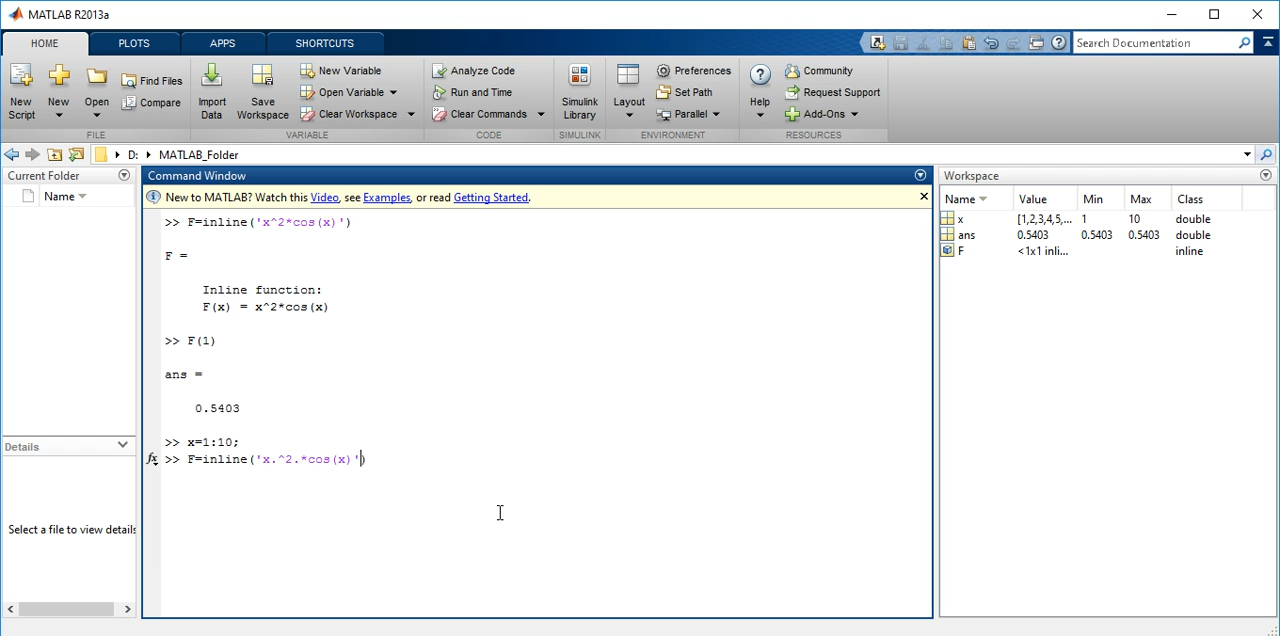 MATLAB R2013a
HOME PLOTS APPS SHORTCUTS Search Documentation
New Script
New
Open
Find Files
Compare
FILE
Import Data
Save Workspace
New Variable
Open Variable
Clear Workspace
VARIABLE
Analyze Code
Run and Time
Clear Commands
CODE
Simulink Library
SIMULINK
Layout
Preferences
Set Path
Parallel
ENVIRONMENT
Help
Community
Request Support
Add-Ons
RESOURCES
D: MATLAB_Folder
Current Folder
Name
Details
Select a file to view details
Command Window
New to MATLAB? Watch this Video, see Examples, or read Getting Started.
>> F=inline('x^2*cos(x)')
F =
Inline function:
F(x) = x^2*cos(x)
>> F(1)
ans =
0.5403
>> x=1:10;
fx >> F=inline('x.^2.*cos(x)')
Workspace
Name Value Min Max Class
x [1,2,3,4,5,... 1 10 double
ans 0.5403 0.5403 0.5403 double
F <1x1 inli... inline